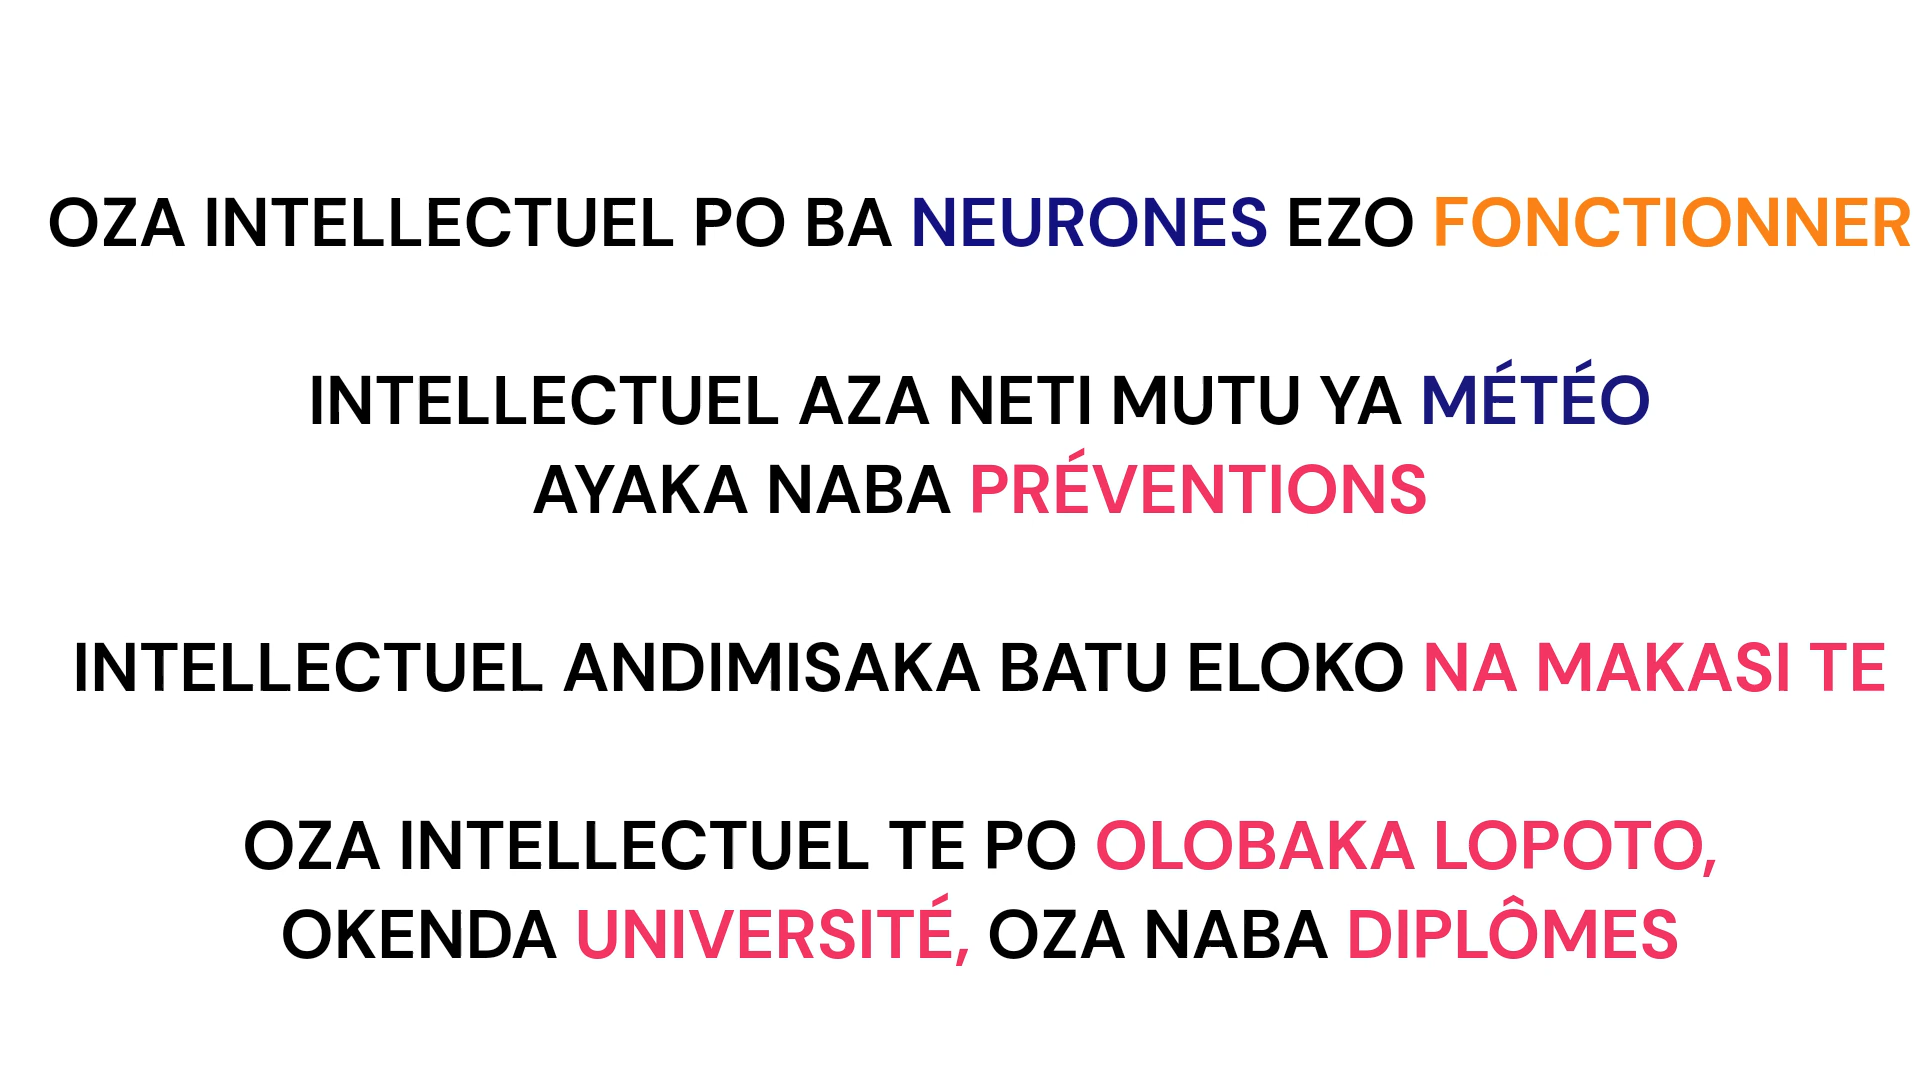 OZA INTELLECTUEL PO BA NEURONES EZO FONCTIONNER
INTELLECTUEL AZA NETI MUTU YA MÉTÉO
AYAKA NABA PRÉVENTIONS
INTELLECTUEL ANDIMISAKA BATU ELOKO NA MAKASI TE
OZA INTELLECTUEL TE PO OLOBAKA LOPOTO,
OKENDA UNIVERSITÉ, OZA NABA DIPLÔMES